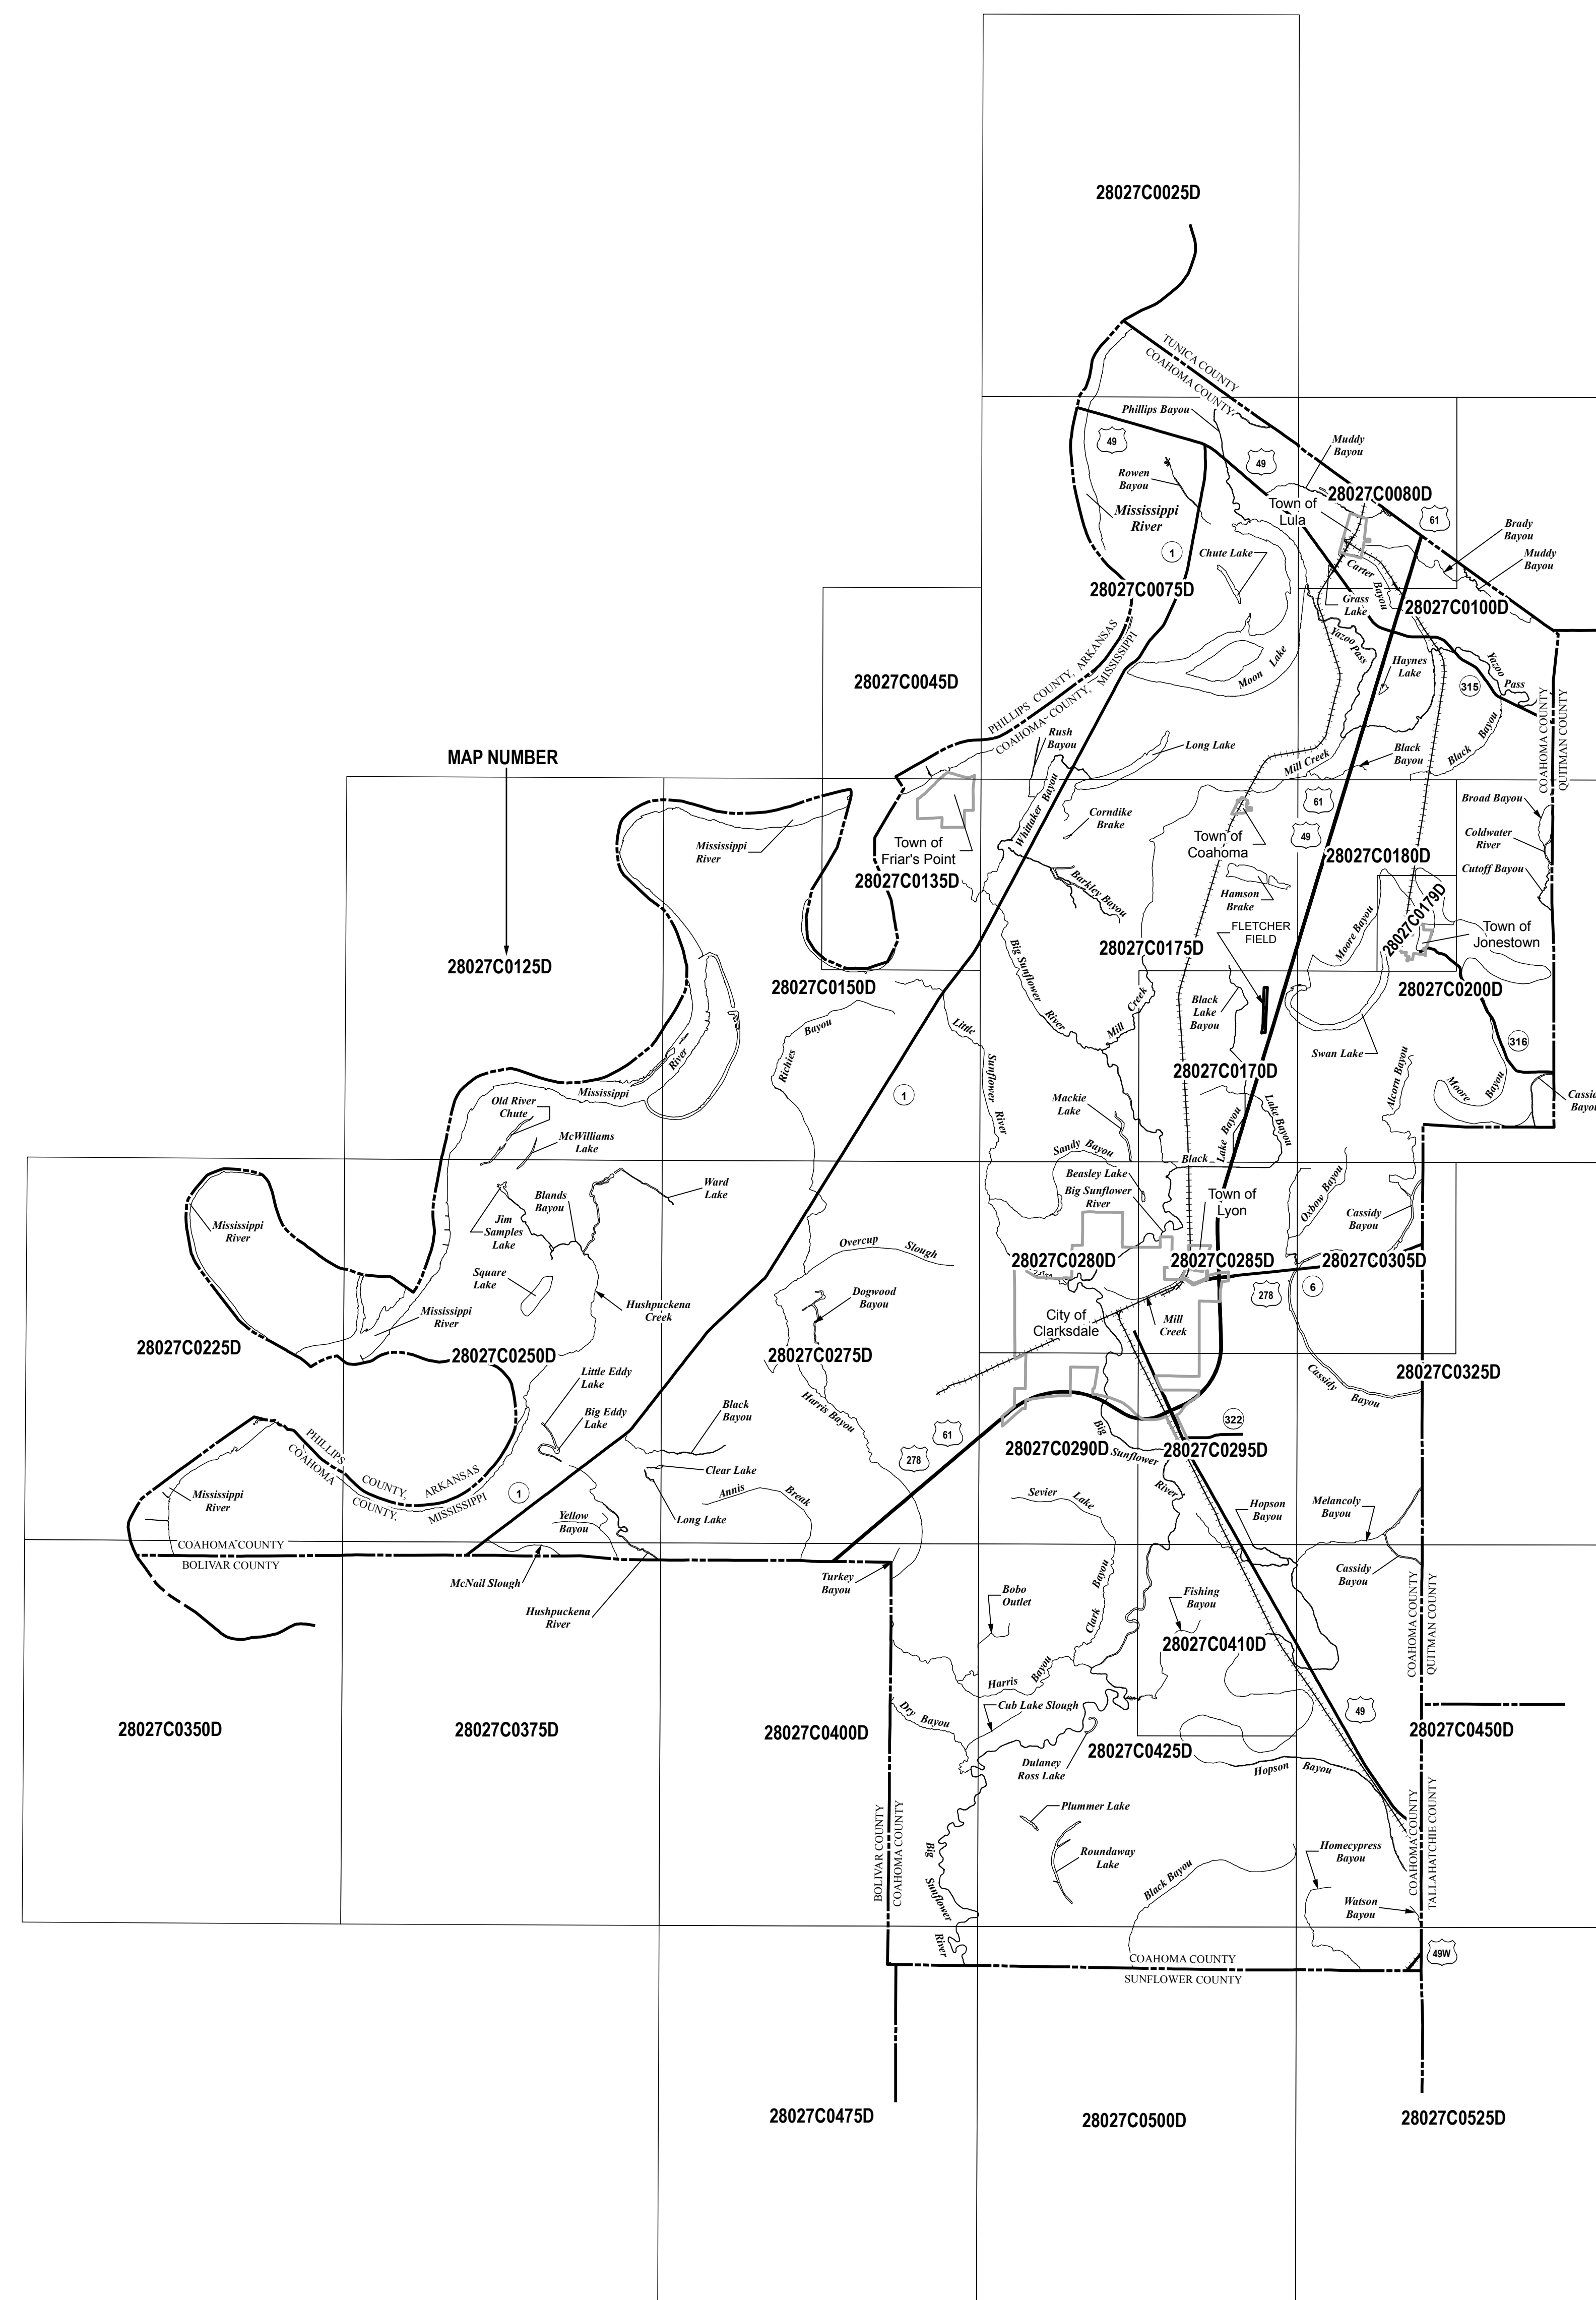 28027C0025D
TUNICA COUNTY
COAHOMA COUNTY
Phillips Bayou
49
49
Muddy
Bayou
Rowen
Bayou
28027C0080D
Town of
Lula
Mississippi
River
61
Brady
Bayou
Muddy
Bayou
1
Chute Lake
Carter Bayou
28027C0075D
Grass
Lake
28027C0100D
PHILLIPS COUNTY, ARKANSAS
COAHOMA COUNTY, MISSISSIPPI
Yazoo Pass
Moon Lake
Haynes
Lake
Yazoo
Pass
315
28027C0045D
COAHOMA COUNTY
QUITMAN COUNTY
Rush
Bayou
Long Lake
Black
Bayou
Black Bayou
MAP NUMBER
Mill Creek
Whittaker Bayou
61
Broad Bayou
Corndike
Brake
Mississippi
River
Town of
Friar's Point
Town of
Coahoma
49
Coldwater
River
28027C0180D
Cutoff Bayou
28027C0135D
Barkley Bayou
Hamson
Brake
28027C0179D
FLETCHER
FIELD
Moore Bayou
Town of
Jonestown
28027C0175D
28027C0125D
Big Sunflower
River
28027C0150D
28027C0200D
Black
Lake
Bayou
Mill Creek
Richies Bayou
Little
Sunflower River
316
Swan Lake
River
Mississippi
28027C0170D
Alcorn Bayou
Moore Bayou
Old River
Chute
1
Mackie
Lake
Lake Bayou
Cassid
Bayou
McWilliams
Lake
Sandy Bayou
Black Lake Bayou
Beasley Lake
Ward
Lake
Blands
Bayou
Big Sunflower
River
Town of
Lyon
Oxbow Bayou
Mississippi
River
Jim
Samples
Lake
Cassidy
Bayou
Overcup Slough
28027C0280D
28027C0285D
28027C0305D
Square
Lake
278
6
Hushpuckena
Creek
Dogwood
Bayou
Mississippi
River
City of
Clarksdale
Mill
Creek
28027C0225D
28027C0250D
28027C0275D
28027C0325D
Little Eddy
Lake
Cassidy Bayou
Harris Bayou
Big Eddy
Lake
Black
Bayou
322
61
PHILLIPS COUNTY, ARKANSAS
COAHOMA COUNTY, MISSISSIPPI
28027C0290D
Big Sunflower River
28027C0295D
278
Clear Lake
Mississippi
River
1
Annis Break
Sevier Lake
Hopson
Bayou
Melancoly
Bayou
Yellow
Bayou
Long Lake
COAHOMA COUNTY
BOLIVAR COUNTY
McNail Slough
Turkey
Bayou
Cassidy
Bayou
Hushpuckena
River
Bobo
Outlet
Clark Bayou
Fishing
Bayou
COAHOMA COUNTY
QUITMAN COUNTY
28027C0410D
Harris Bayou
Dry Bayou
Cub Lake Slough
49
28027C0350D
28027C0375D
28027C0400D
28027C0450D
28027C0425D
Dulaney
Ross Lake
Hopson Bayou
Plummer Lake
BOLIVAR COUNTY
COAHOMA COUNTY
COAHOMA COUNTY
TALLAHATCHIE COUNTY
Big
Sunflower
River
Roundaway
Lake
Homecypress
Bayou
Black Bayou
Watson
Bayou
49W
COAHOMA COUNTY
SUNFLOWER COUNTY
28027C0475D
28027C0500D
28027C0525D